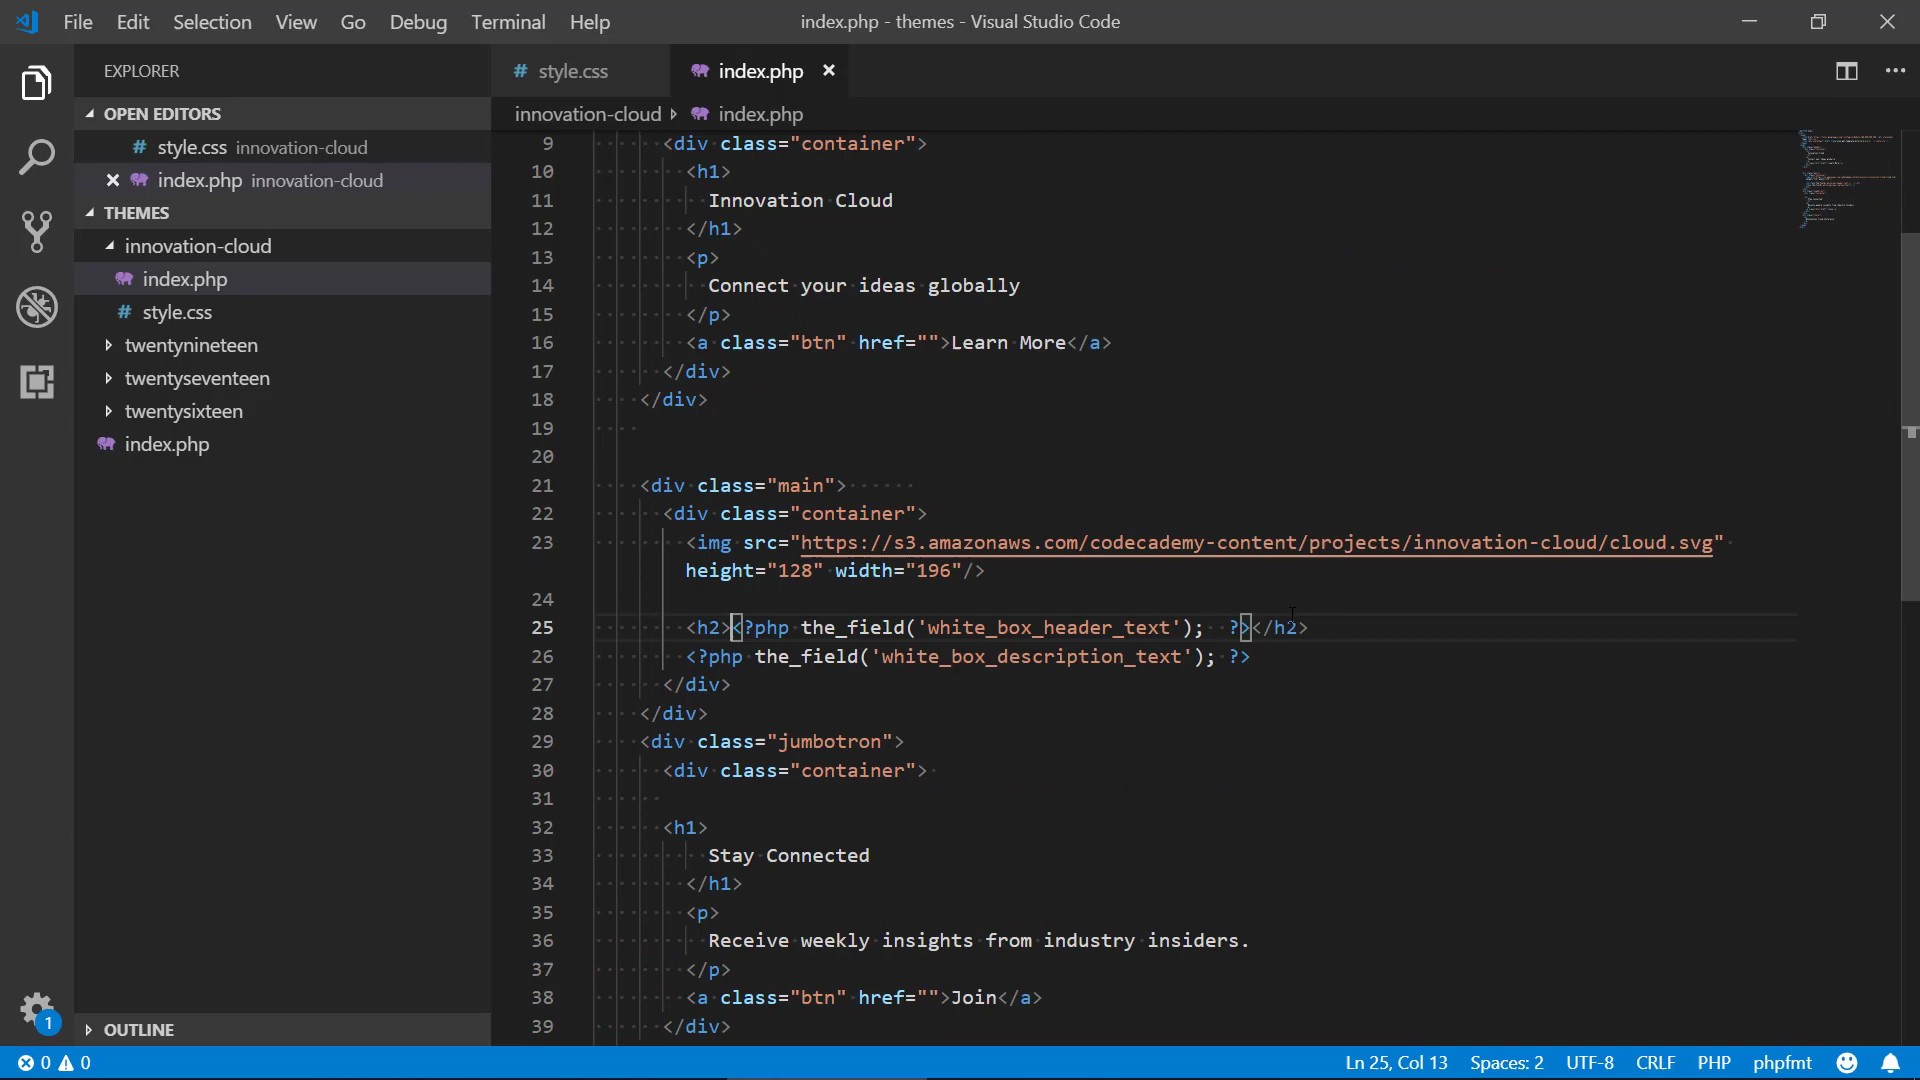 File Edit Selection View Go Debug Terminal Help
index.php - themes - Visual Studio Code
EXPLORER
OPEN EDITORS
style.css innovation-cloud
index.php innovation-cloud
THEMES
innovation-cloud
index.php
style.css
twentynineteen
twentyseventeen
twentysixteen
index.php
OUTLINE
1
style.css
index.php
innovation-cloud index.php
9 <div class="container">
10 <h1>
11 Innovation Cloud
12 </h1>
13 <p>
14 Connect your ideas globally
15 </p>
16 <a class="btn" href="">Learn More</a>
17 </div>
18 </div>
19
20
21 <div class="main">
22 <div class="container">
23 <img src="https://s3.amazonaws.com/codecademy-content/projects/innovation-cloud/cloud.svg"
height="128" width="196"/>
24
25 <h2><?php the_field('white_box_header_text');  ?></h2>
26 <?php the_field('white_box_description_text'); ?>
27 </div>
28 </div>
29 <div class="jumbotron">
30 <div class="container">
31
32 <h1>
33 Stay Connected
34 </h1>
35 <p>
36 Receive weekly insights from industry insiders.
37 </p>
38 <a class="btn" href="">Join</a>
39 </div>
0 0 Ln 25, Col 13 Spaces: 2 UTF-8 CRLF PHP phpfmt